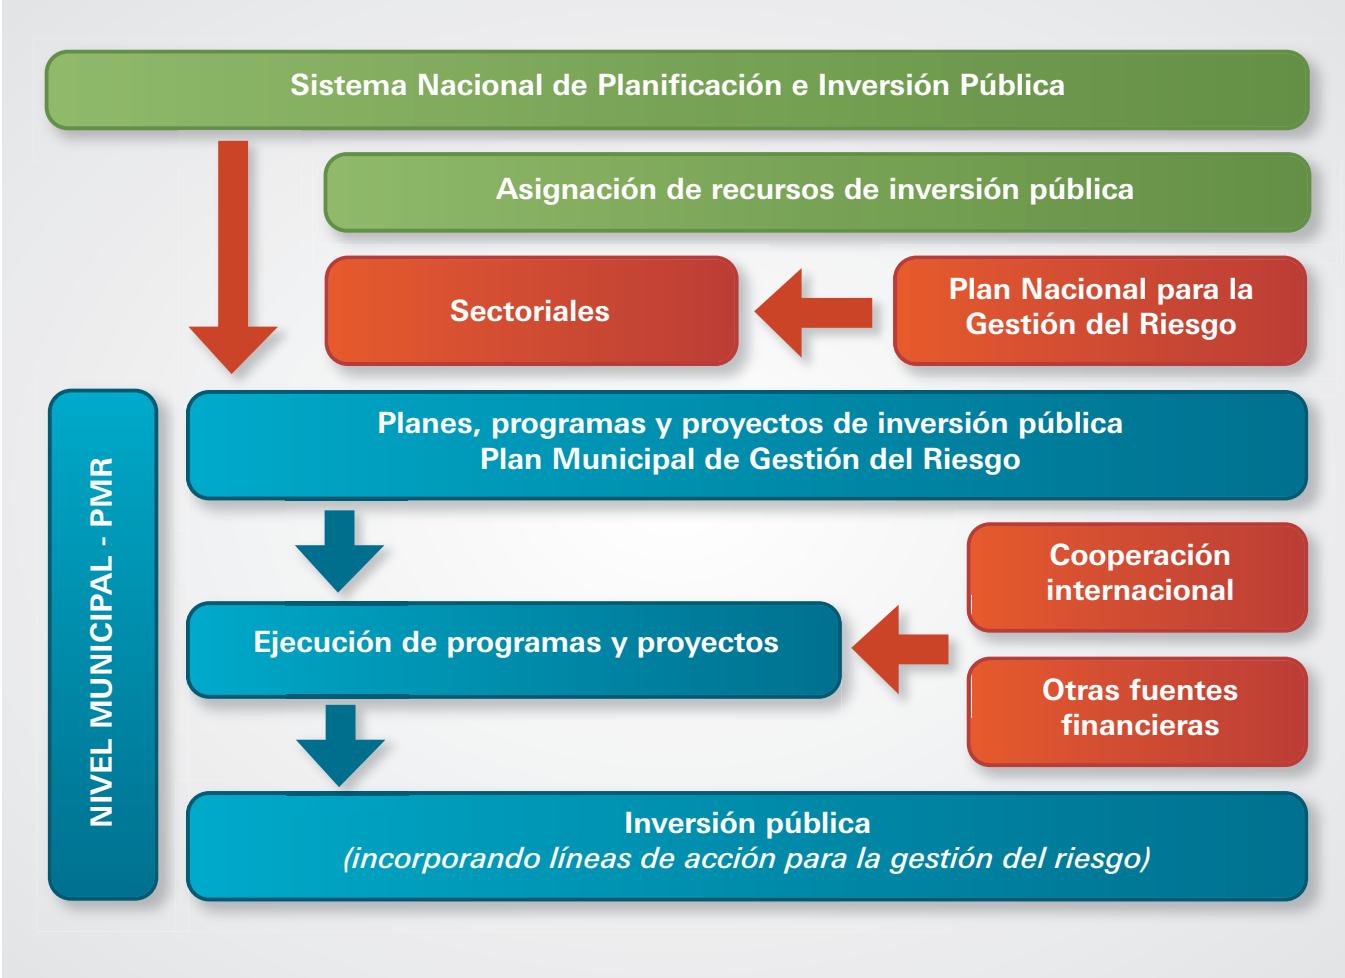 Sistema Nacional de Planificación e Inversión Pública
Asignación de recursos de inversión pública
Sectoriales
Plan Nacional para la
Gestión del Riesgo
NIVEL MUNICIPAL - PMR
Planes, programas y proyectos de inversión pública
Plan Municipal de Gestión del Riesgo
Ejecución de programas y proyectos
Cooperación
internacional
Otras fuentes
financieras
Inversión pública
(incorporando líneas de acción para la gestión del riesgo)